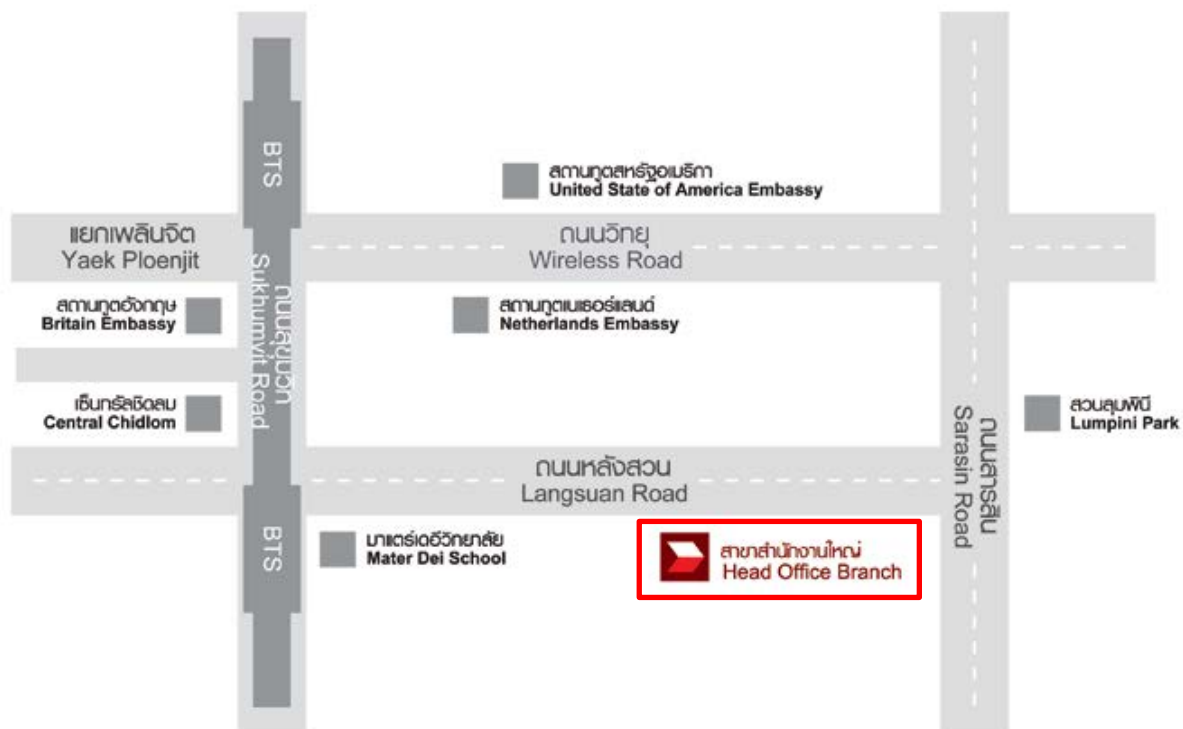 BTS
สถานทูตสหรัฐอเมริกา
United State of America Embassy
แยกเพลินจิต
Yaek Ploenjit
ถนนวิทยุ
Wireless Road
ถนนสุขุมวิท
Sukhumvit Road
สถานทูตอังกฤษ
Britain Embassy
สถานทูตเนเธอร์แลนด์
Netherlands Embassy
เซ็นทรัลชิดลม
Central Chidlom
สวนลุมพินี
Lumpini Park
ถนนสารสิน
Sarasin Road
ถนนหลังสวน
Langsuan Road
BTS
มาแตร์เดอีวิทยาลัย
Mater Dei School
สาขาสำนักงานใหญ่
Head Office Branch